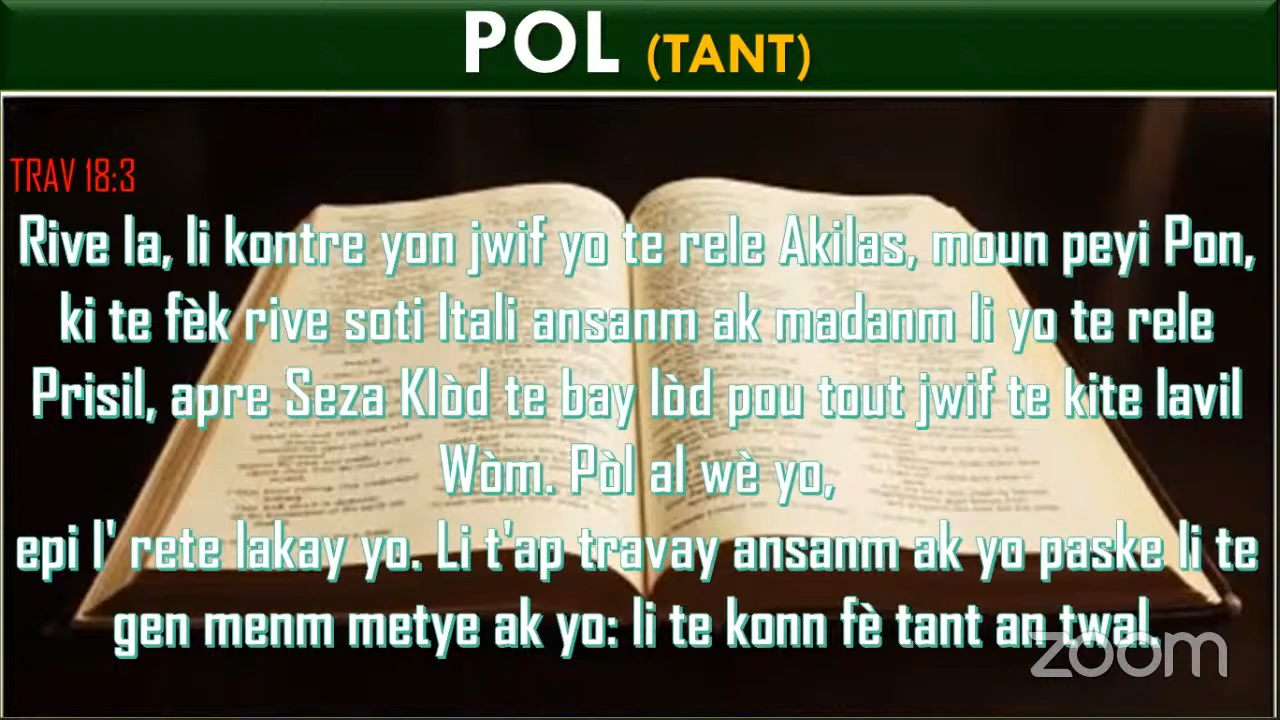 POL (TANT)
TRAV 18:3
Rive la, li kontre yon jwif yo te rele Akilas, moun peyi Pon,
ki te fèk rive soti Itali ansanm ak madanm li yo te rele
Prisil, apre Seza Klòd te bay lòd pou tout jwif te kite lavil
Wòm. Pòl al wè yo,
epi l' rete lakay yo. Li t'ap travay ansanm ak yo paske li te
gen menm metye ak yo: li te konn fè tant an twal.
zoom